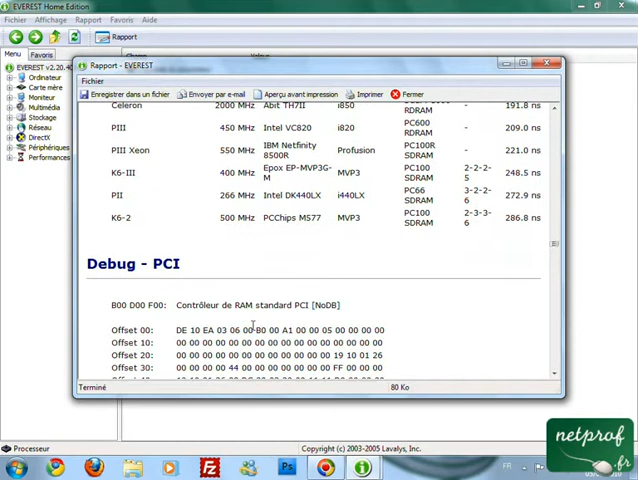 EVEREST Home Edition
Fichier Affichage Rapport Favoris Aide
Rapport
Menu Favoris
EVEREST v2.20.40
Ordinateur
Carte mère
Moniteur
Multimédia
Stockage
Réseau
DirectX
Périphériques
Performances
Rapport - EVEREST
Fichier
Enregistrer dans un fichier Envoyer par e-mail Aperçu avant impression Imprimer Fermer
Celeron 2000 MHz Abit TH7II i850 RDRAM - 191.8 ns
PIII 450 MHz Intel VC820 i820 PC600 RDRAM - 209.0 ns
PIII Xeon 550 MHz IBM Netfinity 8500R Profusion PC100R SDRAM - 221.0 ns
K6-III 400 MHz Epox EP-MVP3G-M MVP3 PC100 SDRAM 2-2-2-5 248.5 ns
PII 266 MHz Intel DK440LX i440LX PC66 SDRAM 3-2-2-6 272.9 ns
K6-2 500 MHz PCChips M577 MVP3 PC100 SDRAM 2-3-3-6 286.8 ns
Debug - PCI
B00 D00 F00: Contrôleur de RAM standard PCI [NoDB]
Offset 00: DE 10 EA 03 06 00 B0 00 A1 00 00 05 00 00 00 00
Offset 10: 00 00 00 00 00 00 00 00 00 00 00 00 00 00 00 00
Offset 20: 00 00 00 00 00 00 00 00 00 00 00 00 19 10 01 26
Offset 30: 00 00 00 00 44 00 00 00 00 00 00 00 FF 00 00 00
Terminé 80 Ko
Processeur Copyright (c) 2003-2005 Lavalys, Inc.
FR
netprof
.fr